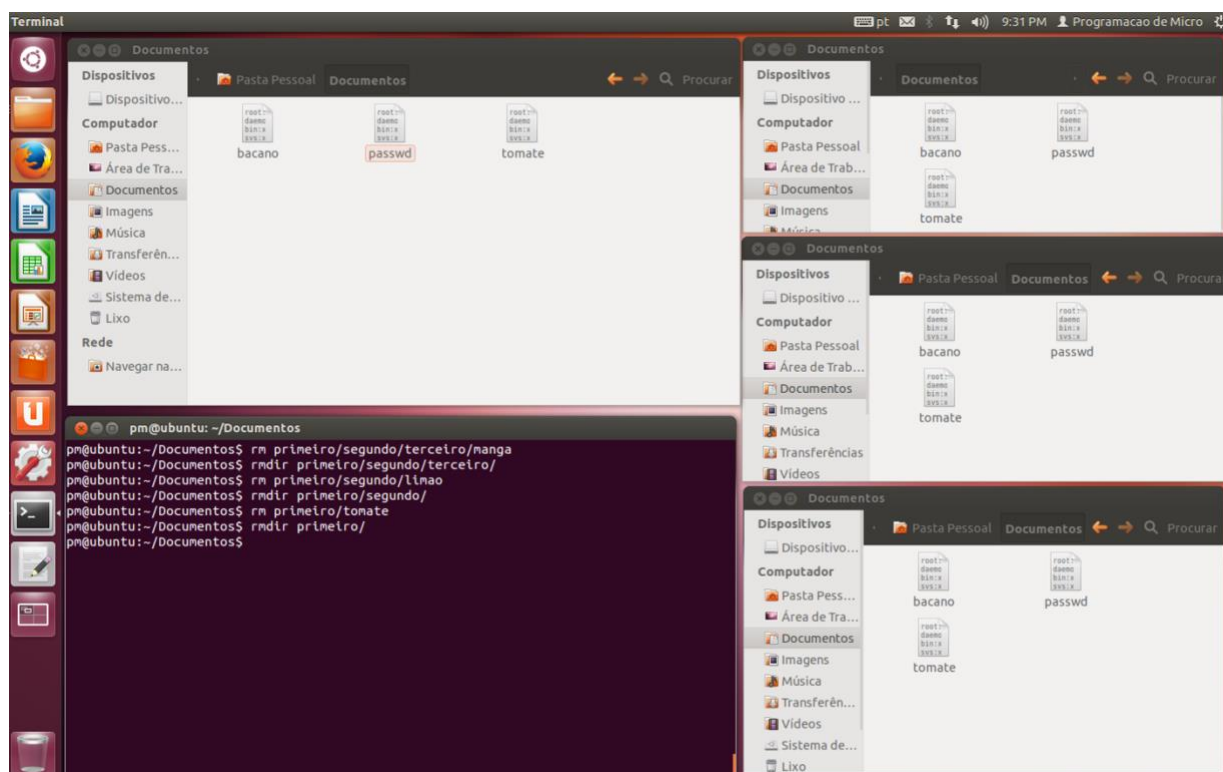 Terminal
pt 9:31 PM Programacao de Micro
Documentos
Dispositivos
Pasta Pessoal Documentos Procurar
Dispositivo...
Computador
Pasta Pess...
Área de Tra...
Documentos
Imagens
Música
Transferên...
Vídeos
Sistema de...
Lixo
Rede
Navegar na...
bacano passwd tomate
pm@ubuntu: ~/Documentos
pm@ubuntu:~/Documentos$ rm primeiro/segundo/terceiro/manga
pm@ubuntu:~/Documentos$ rmdir primeiro/segundo/terceiro/
pm@ubuntu:~/Documentos$ rm primeiro/segundo/limao
pm@ubuntu:~/Documentos$ rmdir primeiro/segundo/
pm@ubuntu:~/Documentos$ rm primeiro/tomate
pm@ubuntu:~/Documentos$ rmdir primeiro/
pm@ubuntu:~/Documentos$
Documentos
Dispositivos
Documentos Procurar
Dispositivo ...
Computador
Pasta Pessoal
Área de Trab...
Documentos
Imagens
Música
bacano passwd
tomate
Documentos
Dispositivos
Pasta Pessoal Documentos Procura
Dispositivo ...
Computador
Pasta Pessoal
Área de Trab...
Documentos
Imagens
Música
Transferências
Vídeos
bacano passwd
tomate
Documentos
Dispositivos
Pasta Pessoal Documentos Procurar
Dispositivo...
Computador
Pasta Pess...
Área de Tra...
Documentos
Imagens
Música
Transferên...
Vídeos
Sistema de...
Lixo
bacano passwd
tomate